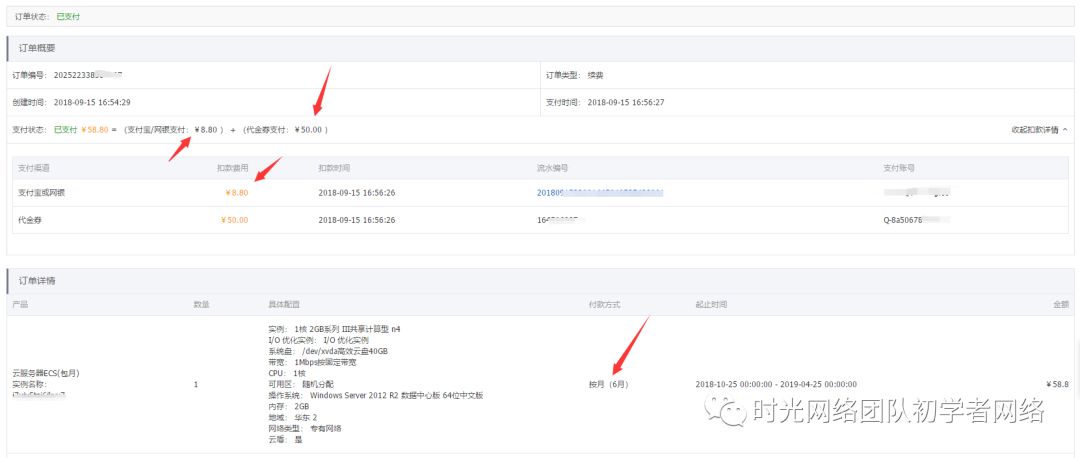 订单状态： 已支付
订单概要
订单编号： 订单类型： 续费
创建时间： 2018-09-15 16:54:29 支付时间： 2018-09-15 16:56:27
支付状态： 已支付 ￥58.80 = （支付宝/网银支付：￥8.80 ） + （代金券支付：￥50.00 ） 收起扣款详情
支付渠道 扣款费用 扣款时间 流水编号 支付账号
支付宝或网银 ￥8.80 2018-09-15 16:56:26
代金券 ￥50.00 2018-09-15 16:56:26
订单详情
产品 数量 具体配置 付款方式 起止时间 金额
实例： 1核 2GB系列 III共享计算型 n4
I/O 优化实例： I/O 优化实例
系统盘： /dev/xvda高效云盘40GB
带宽： 1Mbps按固定带宽
云服务器ECS(包月)
CPU： 1核
实例名称： 1 可用区： 随机分配 按月（6月） 2018-10-25 00:00:00 - 2019-04-25 00:00:00 ￥58.8
操作系统： Windows Server 2012 R2 数据中心版 64位中文版
内存： 2GB
地域： 华东 2
网络类型： 专有网络
云盾： 是
时光网络团队初学者网络